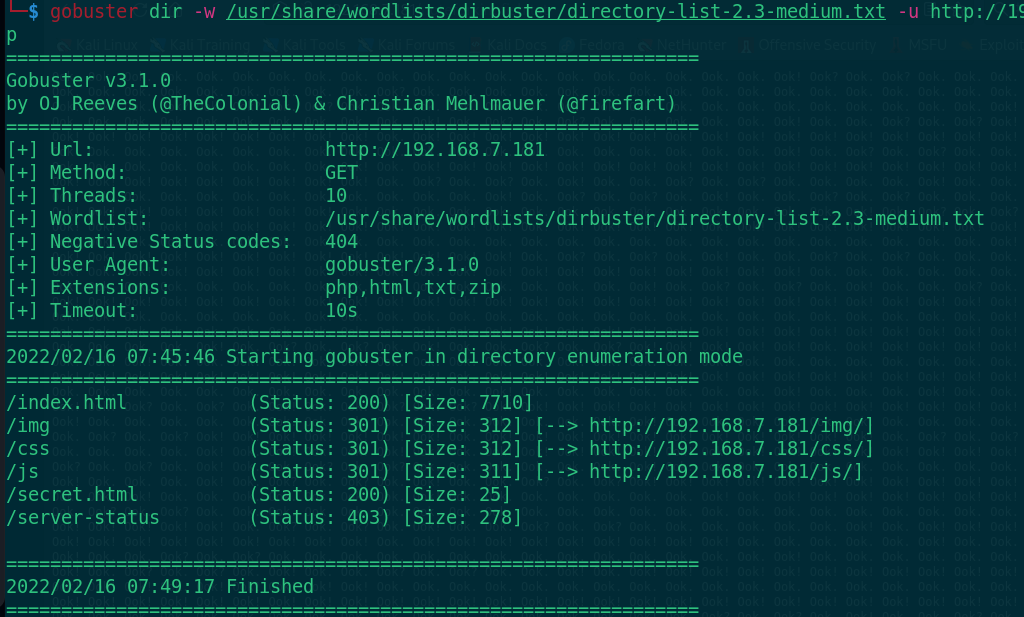 └─$ gobuster dir -w /usr/share/wordlists/dirbuster/directory-list-2.3-medium.txt -u http://19
p
===============================================================
Gobuster v3.1.0
by OJ Reeves (@TheColonial) & Christian Mehlmauer (@firefart)
===============================================================
[+] Url:                     http://192.168.7.181
[+] Method:                  GET
[+] Threads:                 10
[+] Wordlist:                /usr/share/wordlists/dirbuster/directory-list-2.3-medium.txt
[+] Negative Status codes:   404
[+] User Agent:              gobuster/3.1.0
[+] Extensions:              php,html,txt,zip
[+] Timeout:                 10s
===============================================================
2022/02/16 07:45:46 Starting gobuster in directory enumeration mode
===============================================================
/index.html           (Status: 200) [Size: 7710]
/img                  (Status: 301) [Size: 312] [--> http://192.168.7.181/img/]
/css                  (Status: 301) [Size: 312] [--> http://192.168.7.181/css/]
/js                   (Status: 301) [Size: 311] [--> http://192.168.7.181/js/]
/secret.html          (Status: 200) [Size: 25]
/server-status        (Status: 403) [Size: 278]
===============================================================
2022/02/16 07:49:17 Finished
===============================================================